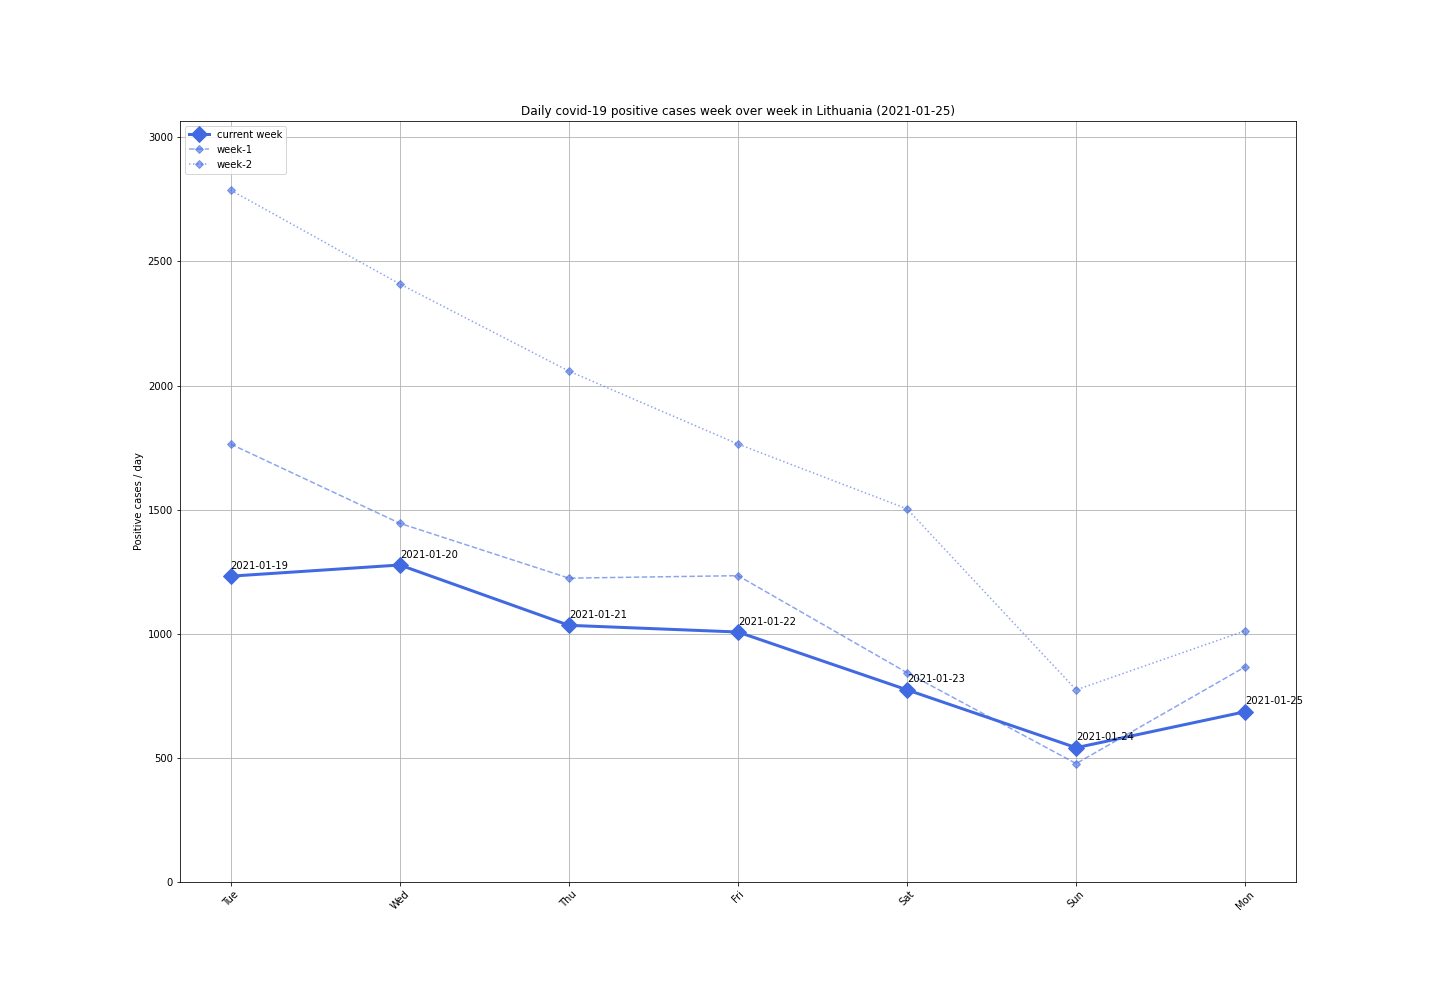 Daily covid-19 positive cases week over week in Lithuania (2021-01-25)
current week
week-1
week-2
Positive cases / day
3000
2500
2000
1500
1000
500
0
2021-01-19
2021-01-20
2021-01-21
2021-01-22
2021-01-23
2021-01-24
2021-01-25
Tue
Wed
Thu
Fri
Sat
Sun
Mon